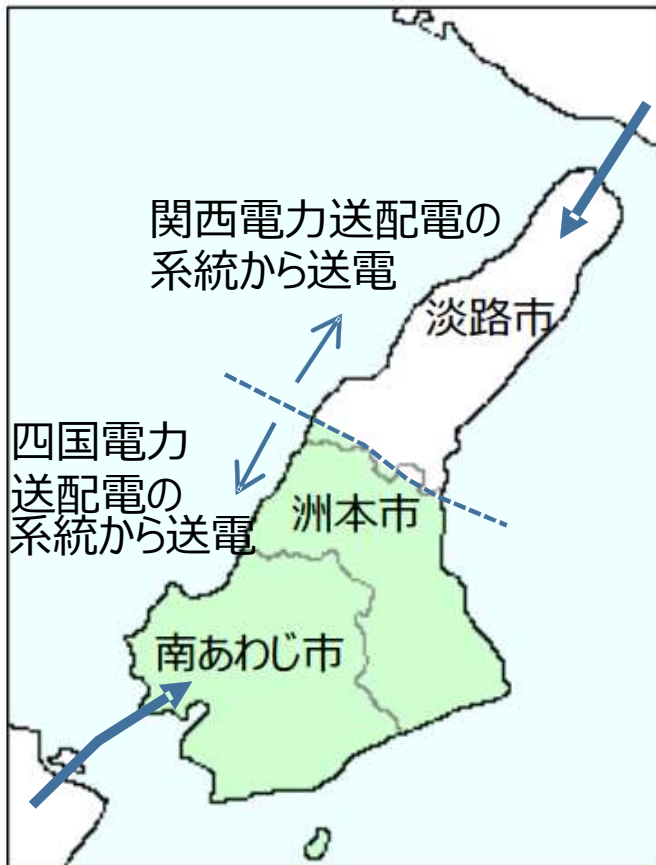 関西電力送配電の
系統から送電
淡路市
四国電力
送配電の
系統から送電
洲本市
南あわじ市